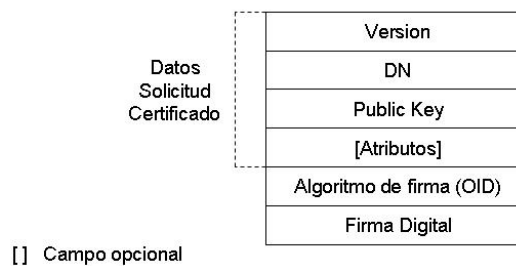 Datos
Solicitud
Certificado
Version
DN
Public Key
[Atributos]
Algoritmo de firma (OID)
Firma Digital
[ ] Campo opcional